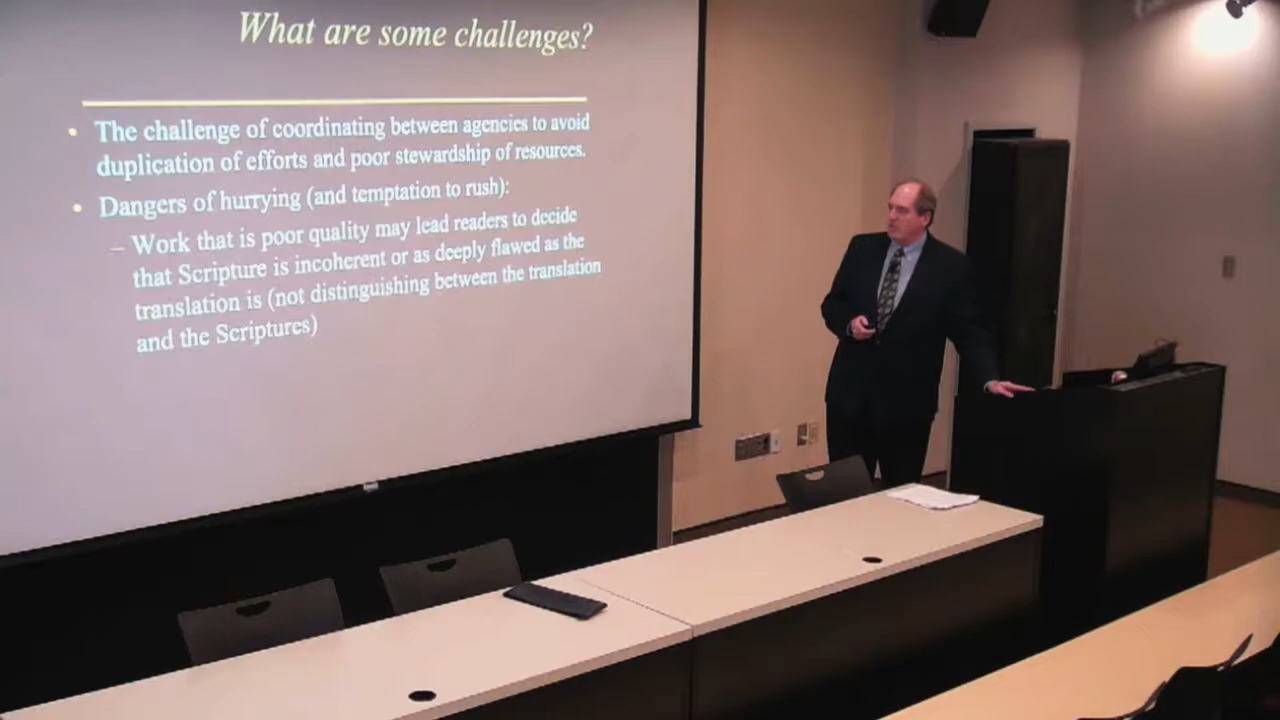 What are some challenges?
• The challenge of coordinating between agencies to avoid
duplication of efforts and poor stewardship of resources.
• Dangers of hurrying (and temptation to rush):
– Work that is poor quality may lead readers to decide
that Scripture is incoherent or as deeply flawed as the
translation is (not distinguishing between the translation
and the Scriptures)